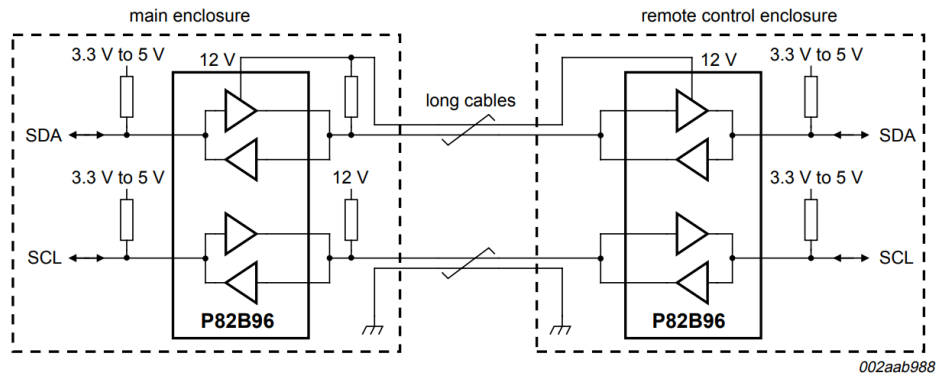 main enclosure
remote control enclosure
3.3 V to 5 V
12 V
12 V
3.3 V to 5 V
long cables
SDA
SDA
3.3 V to 5 V
12 V
3.3 V to 5 V
SCL
SCL
P82B96
P82B96
002aab988